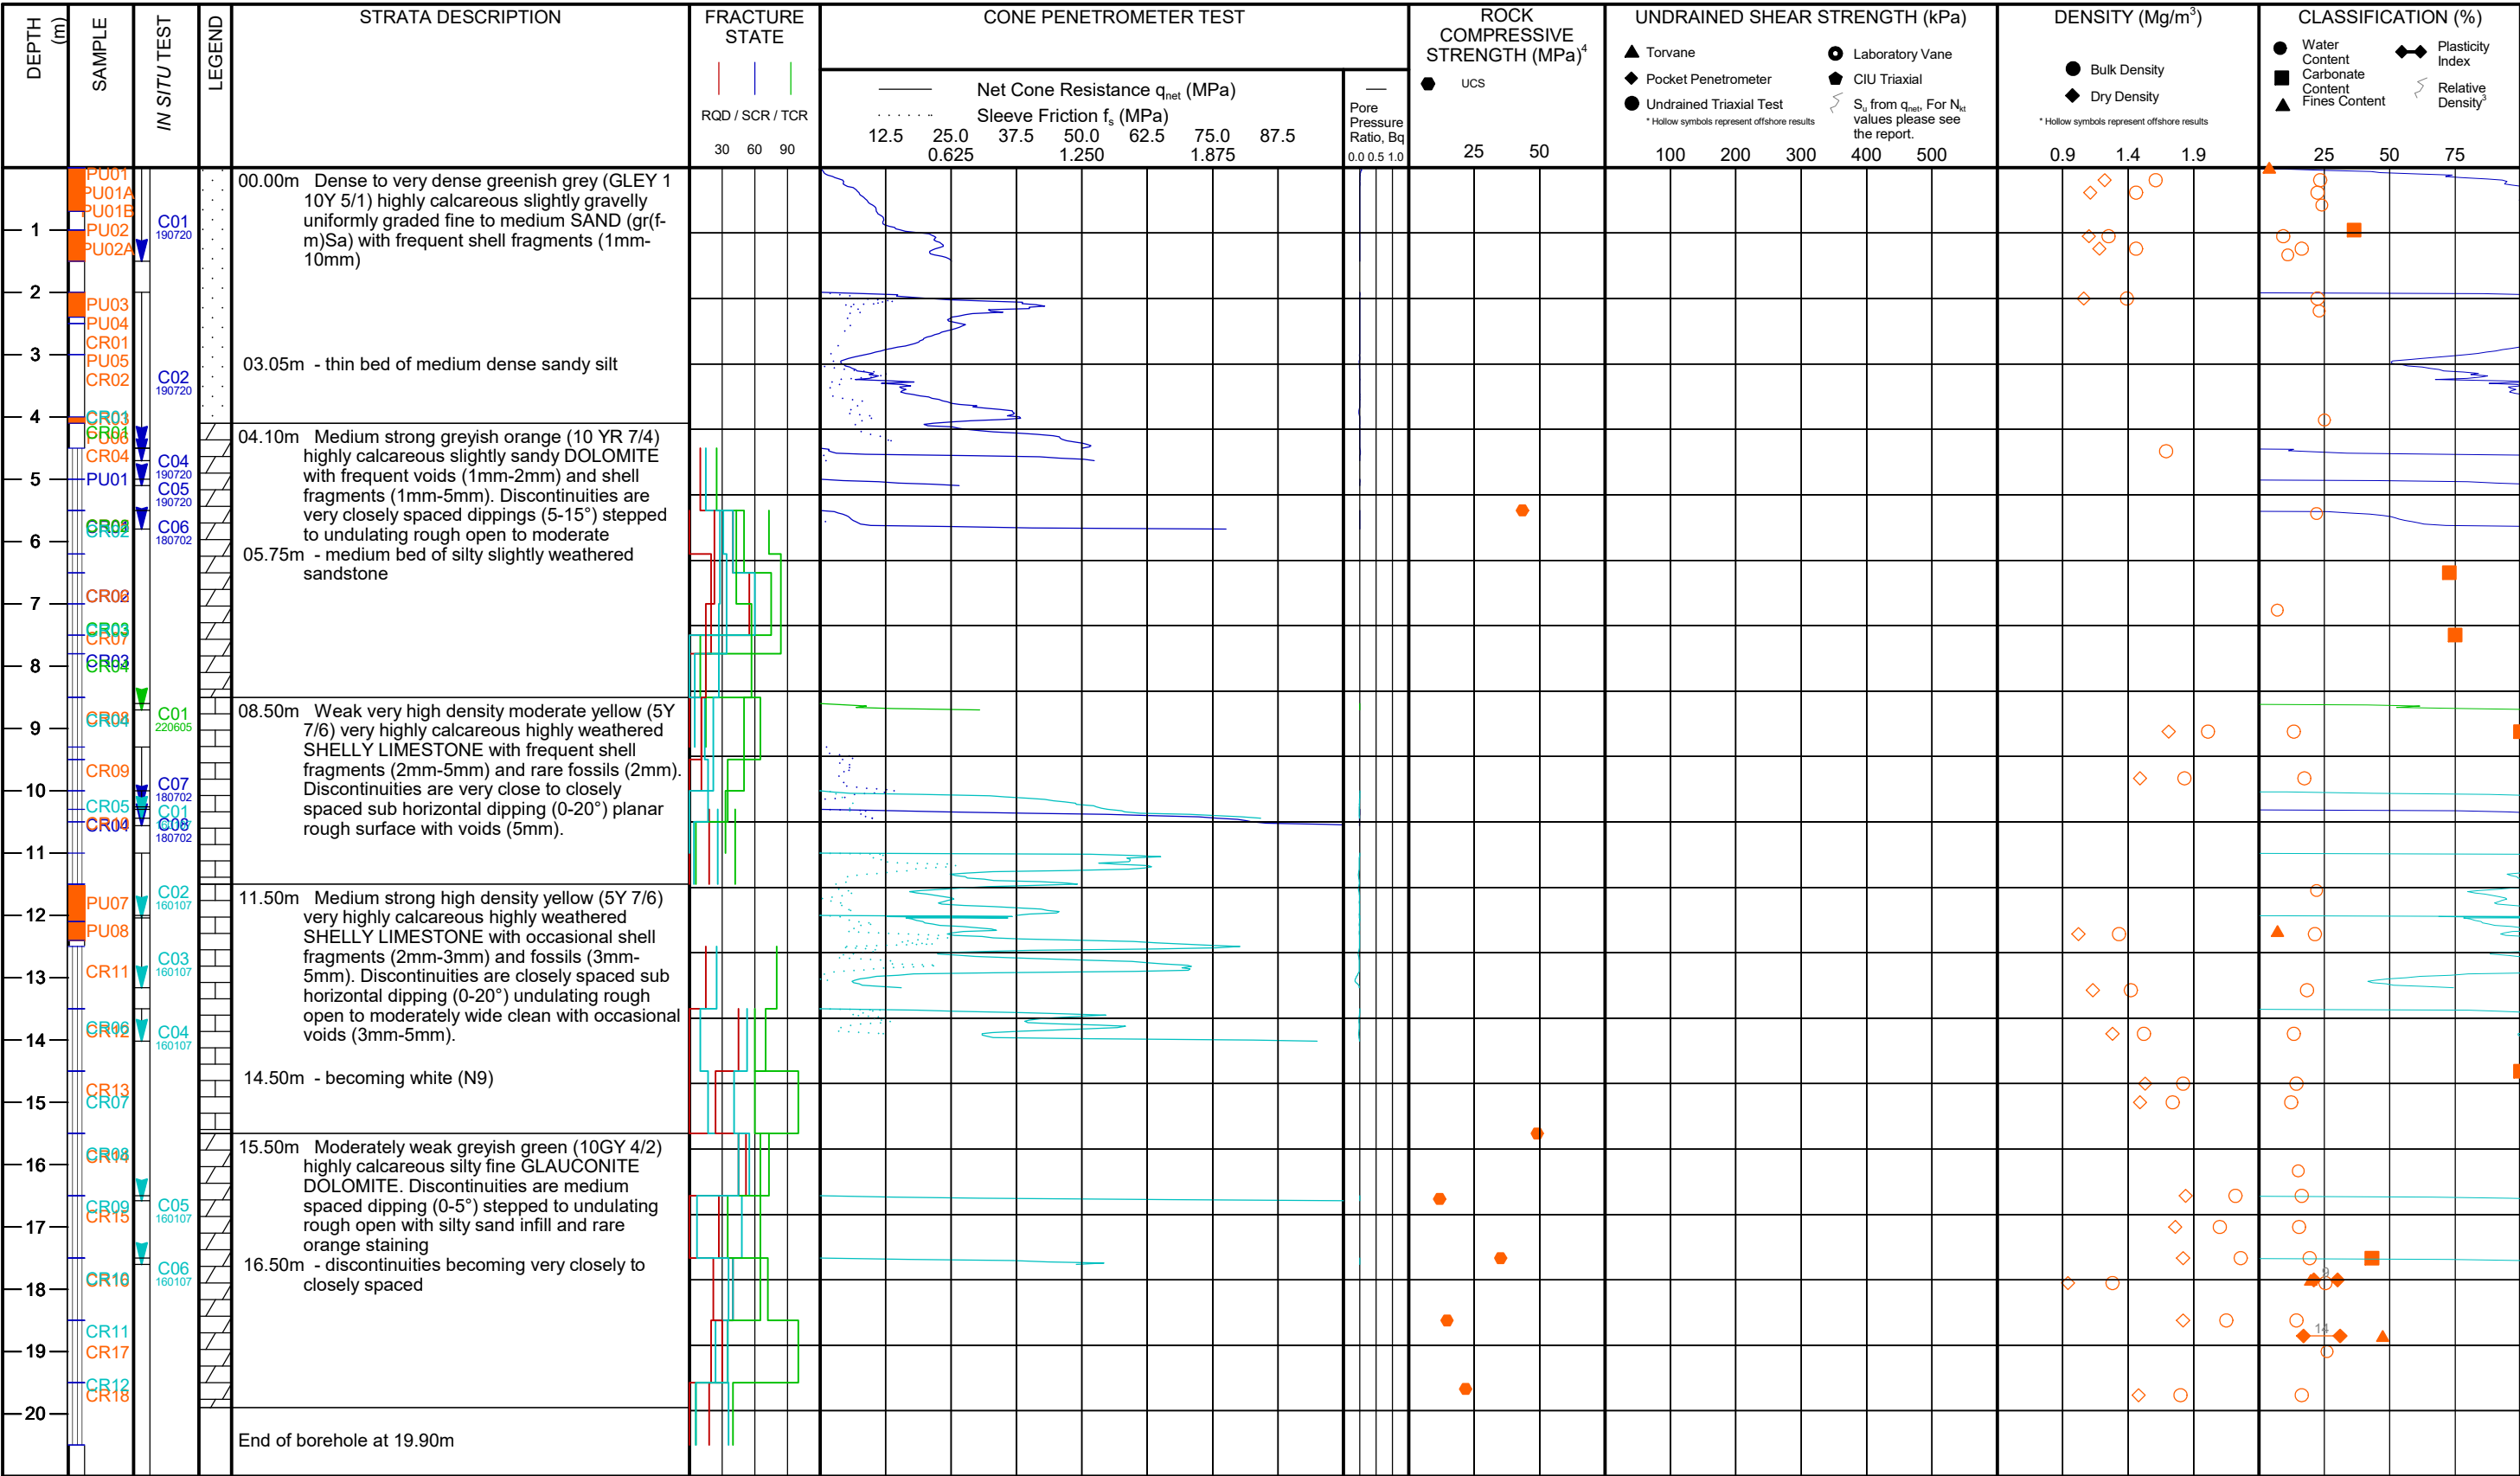 DEPTH (m)
SAMPLE
IN SITU TEST
LEGEND
STRATA DESCRIPTION
FRACTURE
STATE
RQD / SCR / TCR
30 60 90
CONE PENETROMETER TEST
Net Cone Resistance qnet (MPa)
Sleeve Friction fs (MPa)
12.5 25.0 37.5 50.0 62.5 75.0 87.5
0.625 1.250 1.875
Pore
Pressure
Ratio, Bq
0.0 0.5 1.0
ROCK
COMPRESSIVE
STRENGTH (MPa)4
UCS
25 50
UNDRAINED SHEAR STRENGTH (kPa)
Torvane
Pocket Penetrometer
Undrained Triaxial Test
* Hollow symbols represent offshore results
Laboratory Vane
CIU Triaxial
Su from qnet, For Nkt
values please see
the report.
100 200 300 400 500
DENSITY (Mg/m3)
Bulk Density
Dry Density
* Hollow symbols represent offshore results
0.9 1.4 1.9
CLASSIFICATION (%)
Water
Content
Carbonate
Content
Fines Content
Plasticity
Index
Relative
Density3
25 50 75
1
2
3
4
5
6
7
8
9
10
11
12
13
14
15
16
17
18
19
20
PU01
PU01A
PU01B
PU02
PU02A
PU03
PU04
CR01
PU05
CR02
CR03
CR01
PU06
CR04
PU01
CR02
CR03
CR07
CR03
CR04
CR04
CR09
CR05
CR04
PU07
PU08
CR11
CR06
CR12
CR13
CR07
CR08
CR09
CR15
CR10
CR11
CR17
CR12
CR18
C01
190720
C02
190720
C04
190720
C05
190720
C06
180702
C01
220605
C07
180702
C01
C08
180702
C02
160107
C03
160107
C04
160107
C05
160107
C06
160107
00.00m Dense to very dense greenish grey (GLEY 1
10Y 5/1) highly calcareous slightly gravelly
uniformly graded fine to medium SAND (gr(f-
m)Sa) with frequent shell fragments (1mm-
10mm)
03.05m - thin bed of medium dense sandy silt
04.10m Medium strong greyish orange (10 YR 7/4)
highly calcareous slightly sandy DOLOMITE
with frequent voids (1mm-2mm) and shell
fragments (1mm-5mm). Discontinuities are
very closely spaced dippings (5-15°) stepped
to undulating rough open to moderate
05.75m - medium bed of silty slightly weathered
sandstone
08.50m Weak very high density moderate yellow (5Y
7/6) very highly calcareous highly weathered
SHELLY LIMESTONE with frequent shell
fragments (2mm-5mm) and rare fossils (2mm).
Discontinuities are very close to closely
spaced sub horizontal dipping (0-20°) planar
rough surface with voids (5mm).
11.50m Medium strong high density yellow (5Y 7/6)
very highly calcareous highly weathered
SHELLY LIMESTONE with occasional shell
fragments (2mm-3mm) and fossils (3mm-
5mm). Discontinuities are closely spaced sub
horizontal dipping (0-20°) undulating rough
open to moderately wide clean with occasional
voids (3mm-5mm).
14.50m - becoming white (N9)
15.50m Moderately weak greyish green (10GY 4/2)
highly calcareous silty fine GLAUCONITE
DOLOMITE. Discontinuities are medium
spaced dipping (0-5°) stepped to undulating
rough open with silty sand infill and rare
orange staining
16.50m - discontinuities becoming very closely to
closely spaced
End of borehole at 19.90m
9
14